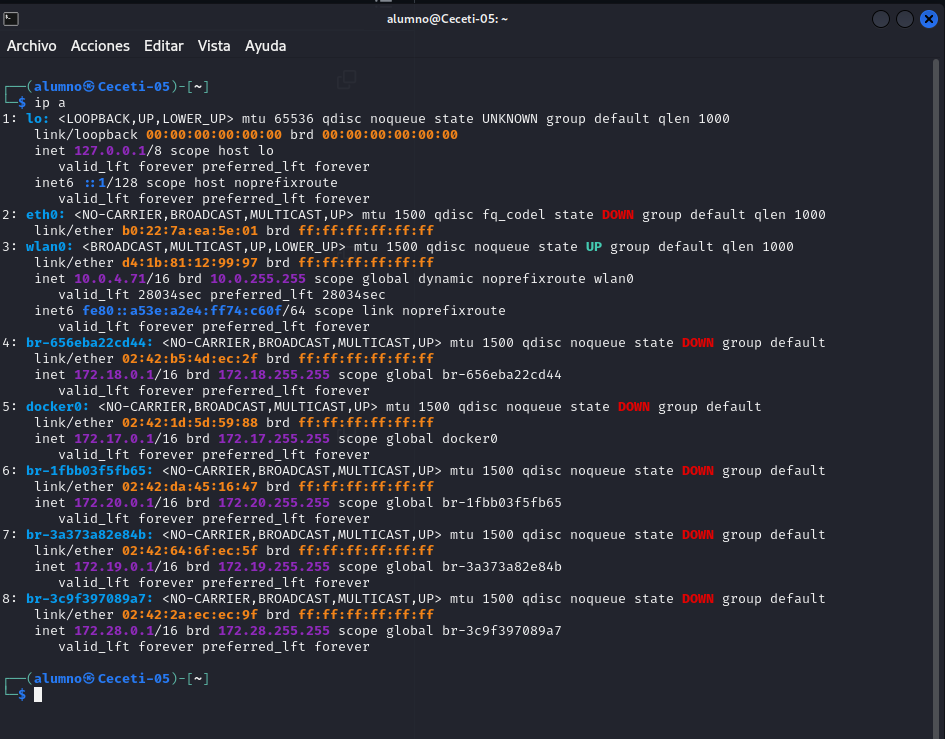 alumno@Ceceti-05: ~
Archivo Acciones Editar Vista Ayuda
┌──(alumno㉿Ceceti-05)-[~]
└─$ ip a
1: lo: <LOOPBACK,UP,LOWER_UP> mtu 65536 qdisc noqueue state UNKNOWN group default qlen 1000
    link/loopback 00:00:00:00:00:00 brd 00:00:00:00:00:00
    inet 127.0.0.1/8 scope host lo
       valid_lft forever preferred_lft forever
    inet6 ::1/128 scope host noprefixroute
       valid_lft forever preferred_lft forever
2: eth0: <NO-CARRIER,BROADCAST,MULTICAST,UP> mtu 1500 qdisc fq_codel state DOWN group default qlen 1000
    link/ether b0:22:7a:ea:5e:01 brd ff:ff:ff:ff:ff:ff
3: wlan0: <BROADCAST,MULTICAST,UP,LOWER_UP> mtu 1500 qdisc noqueue state UP group default qlen 1000
    link/ether d4:1b:81:12:99:97 brd ff:ff:ff:ff:ff:ff
    inet 10.0.4.71/16 brd 10.0.255.255 scope global dynamic noprefixroute wlan0
       valid_lft 28034sec preferred_lft 28034sec
    inet6 fe80::a53e:a2e4:ff74:c60f/64 scope link noprefixroute
       valid_lft forever preferred_lft forever
4: br-656eba22cd44: <NO-CARRIER,BROADCAST,MULTICAST,UP> mtu 1500 qdisc noqueue state DOWN group default
    link/ether 02:42:b5:4d:ec:2f brd ff:ff:ff:ff:ff:ff
    inet 172.18.0.1/16 brd 172.18.255.255 scope global br-656eba22cd44
       valid_lft forever preferred_lft forever
5: docker0: <NO-CARRIER,BROADCAST,MULTICAST,UP> mtu 1500 qdisc noqueue state DOWN group default
    link/ether 02:42:1d:5d:59:88 brd ff:ff:ff:ff:ff:ff
    inet 172.17.0.1/16 brd 172.17.255.255 scope global docker0
       valid_lft forever preferred_lft forever
6: br-1fbb03f5fb65: <NO-CARRIER,BROADCAST,MULTICAST,UP> mtu 1500 qdisc noqueue state DOWN group default
    link/ether 02:42:da:45:16:47 brd ff:ff:ff:ff:ff:ff
    inet 172.20.0.1/16 brd 172.20.255.255 scope global br-1fbb03f5fb65
       valid_lft forever preferred_lft forever
7: br-3a373a82e84b: <NO-CARRIER,BROADCAST,MULTICAST,UP> mtu 1500 qdisc noqueue state DOWN group default
    link/ether 02:42:64:6f:ec:5f brd ff:ff:ff:ff:ff:ff
    inet 172.19.0.1/16 brd 172.19.255.255 scope global br-3a373a82e84b
       valid_lft forever preferred_lft forever
8: br-3c9f397089a7: <NO-CARRIER,BROADCAST,MULTICAST,UP> mtu 1500 qdisc noqueue state DOWN group default
    link/ether 02:42:2a:ec:ec:9f brd ff:ff:ff:ff:ff:ff
    inet 172.28.0.1/16 brd 172.28.255.255 scope global br-3c9f397089a7
       valid_lft forever preferred_lft forever
┌──(alumno㉿Ceceti-05)-[~]
└─$